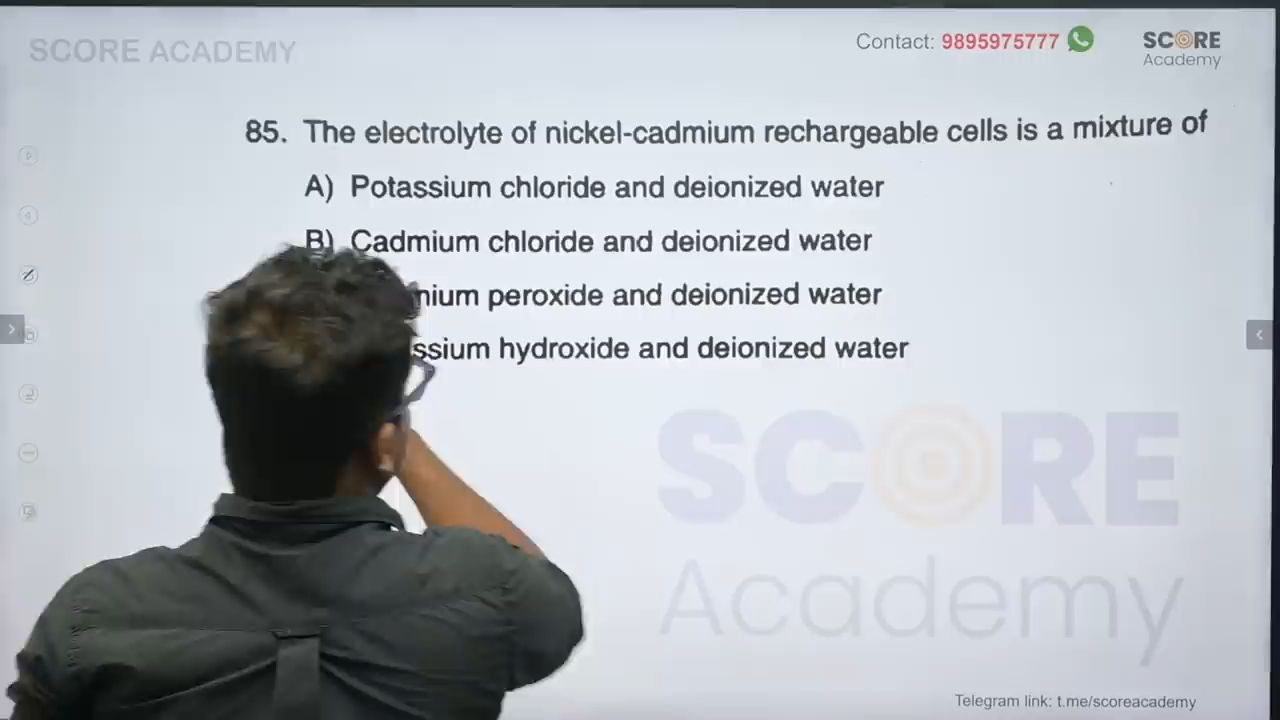 SCORE ACADEMY
Contact: 9895975777
SCORE
Academy
85. The electrolyte of nickel-cadmium rechargeable cells is a mixture of
A) Potassium chloride and deionized water
B) Cadmium chloride and deionized water
peroxide and deionized water
hydroxide and deionized water
SCORE
Academy
Telegram link: t.me/scoreacademy